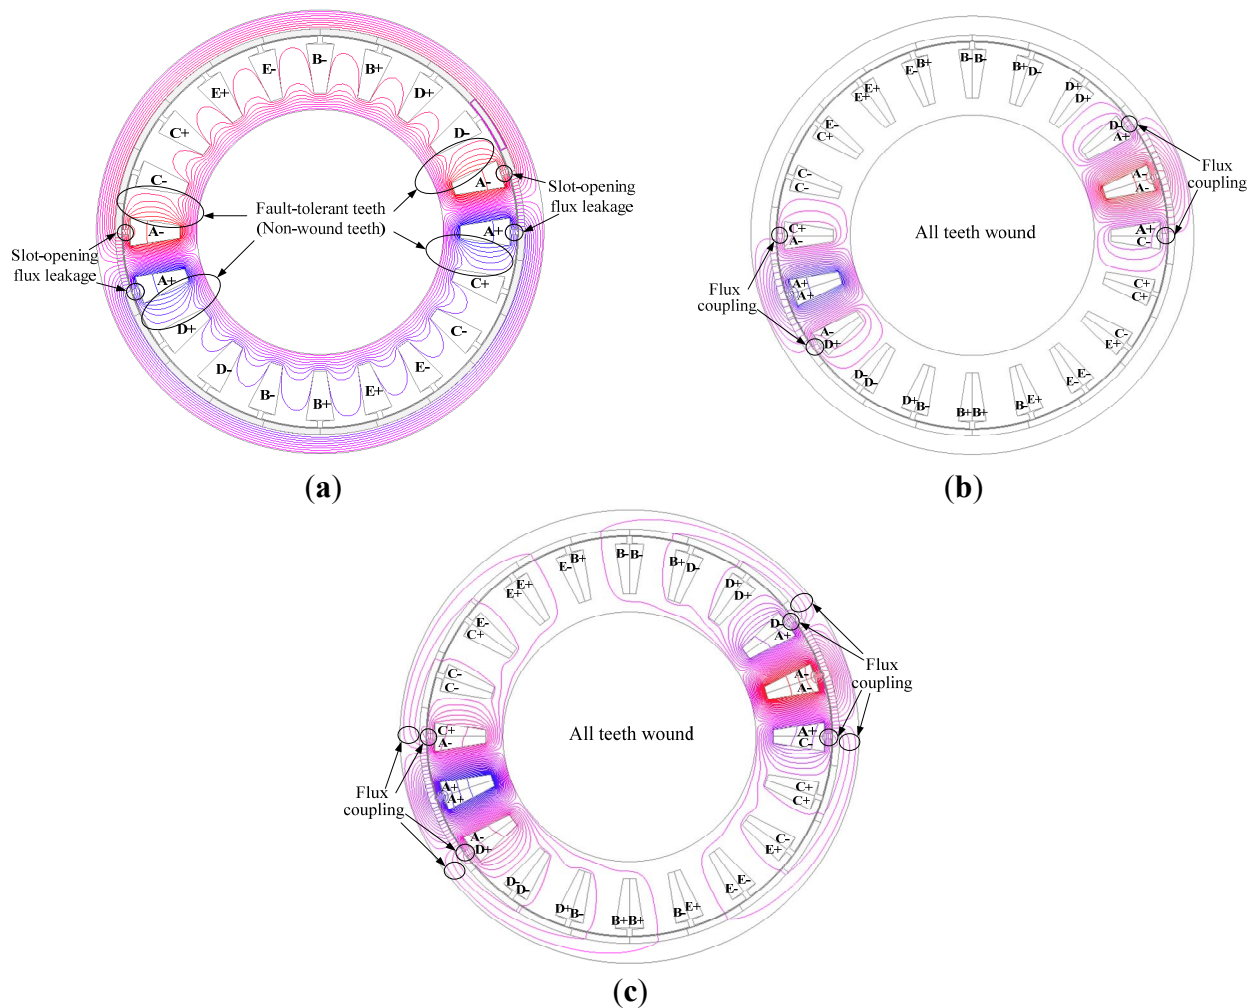 B-
E-
B+
E+
D+
C+
D-
C-
A-
Slot-opening
flux leakage
Fault-tolerant teeth
(Non-wound teeth)
A-
A+
Slot-opening
flux leakage
A+
C+
D+
C-
D-
E-
B-
B+
E+
(a)
B- B-
E- B+
B+ D-
E+ E+
D+ D+
E- C+
D- A+
Flux
coupling
C- C-
A- A-
C+ A-
All teeth wound
A+ C-
Flux
coupling
A+ A+
C+ C+
A- D+
C- E+
D- D-
E- E-
D+ B-
B+ B+
B- E+
(b)
B- B-
E- B+
B+ D-
E+ E+
D+ D+
E- C+
D- A+
Flux
coupling
C- C-
A- A-
C+ A-
All teeth wound
A+ C-
Flux
coupling
A+ A+
C+ C+
A- D+
C- E+
D- D-
E- E-
D+ B-
B+ B+
B- E+
(c)